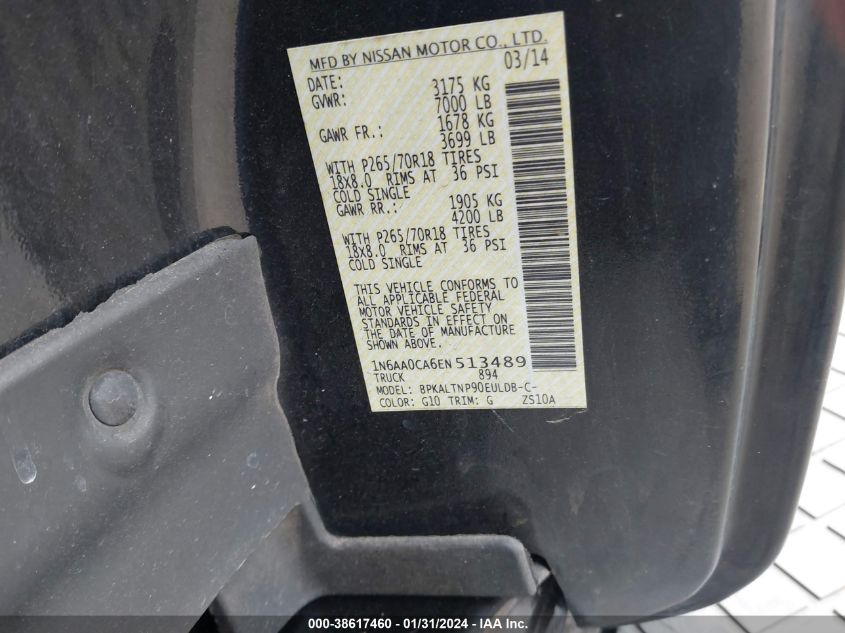 MFD BY NISSAN MOTOR CO., LTD.
DATE: 03/14
GVWR: 3175 KG
7000 LB
GAWR FR.: 1678 KG
3699 LB
WITH P265/70R18 TIRES
18X8.0 RIMS AT 36 PSI
COLD SINGLE
GAWR RR.: 1905 KG
4200 LB
WITH P265/70R18 TIRES
18X8.0 RIMS AT 36 PSI
COLD SINGLE
THIS VEHICLE CONFORMS TO
ALL APPLICABLE FEDERAL
MOTOR VEHICLE SAFETY
STANDARDS IN EFFECT ON
THE DATE OF MANUFACTURE
SHOWN ABOVE.
1N6AA0CA6EN 513489
TRUCK 894
MODEL: BPKALTNP90EULDB-C-
COLOR: G10 TRIM: G ZS10A
000-38617460 - 01/31/2024 - IAA Inc.